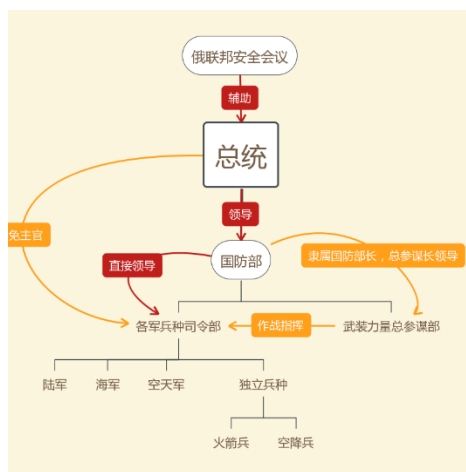 俄联邦安全会议
辅助
总统
领导
免主官
国防部
隶属国防部长，总参谋长领导
直接领导
各军兵种司令部
作战指挥
武装力量总参谋部
陆军
海军
空天军
独立兵种
火箭兵
空降兵